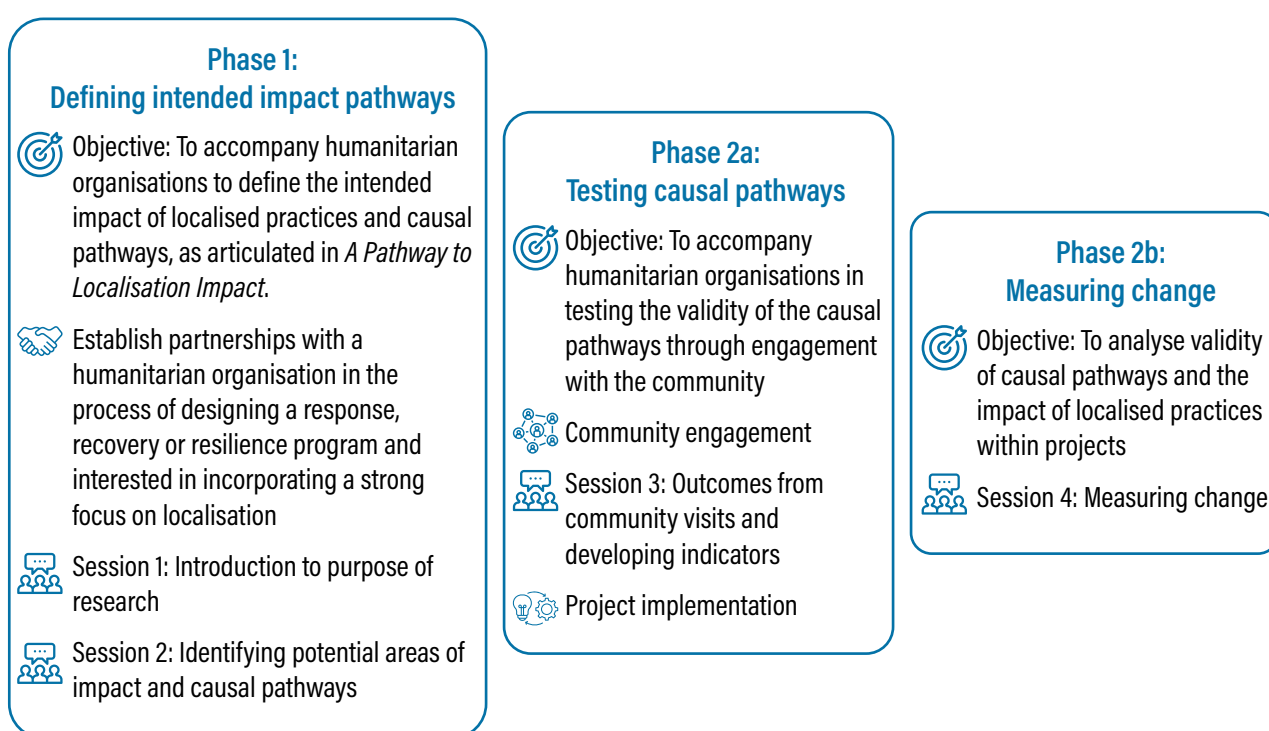 Phase 1:
Defining intended impact pathways
Objective: To accompany humanitarian
organisations to define the intended
impact of localised practices and causal
pathways, as articulated in A Pathway to
Localisation Impact.
Establish partnerships with a
humanitarian organisation in the
process of designing a response,
recovery or resilience program and
interested in incorporating a strong
focus on localisation
Session 1: Introduction to purpose of
research
Session 2: Identifying potential areas of
impact and causal pathways
Phase 2a:
Testing causal pathways
Objective: To accompany
humanitarian organisations in
testing the validity of the causal
pathways through engagement
with the community
Community engagement
Session 3: Outcomes from
community visits and
developing indicators
Project implementation
Phase 2b:
Measuring change
Objective: To analyse validity
of causal pathways and the
impact of localised practices
within projects
Session 4: Measuring change